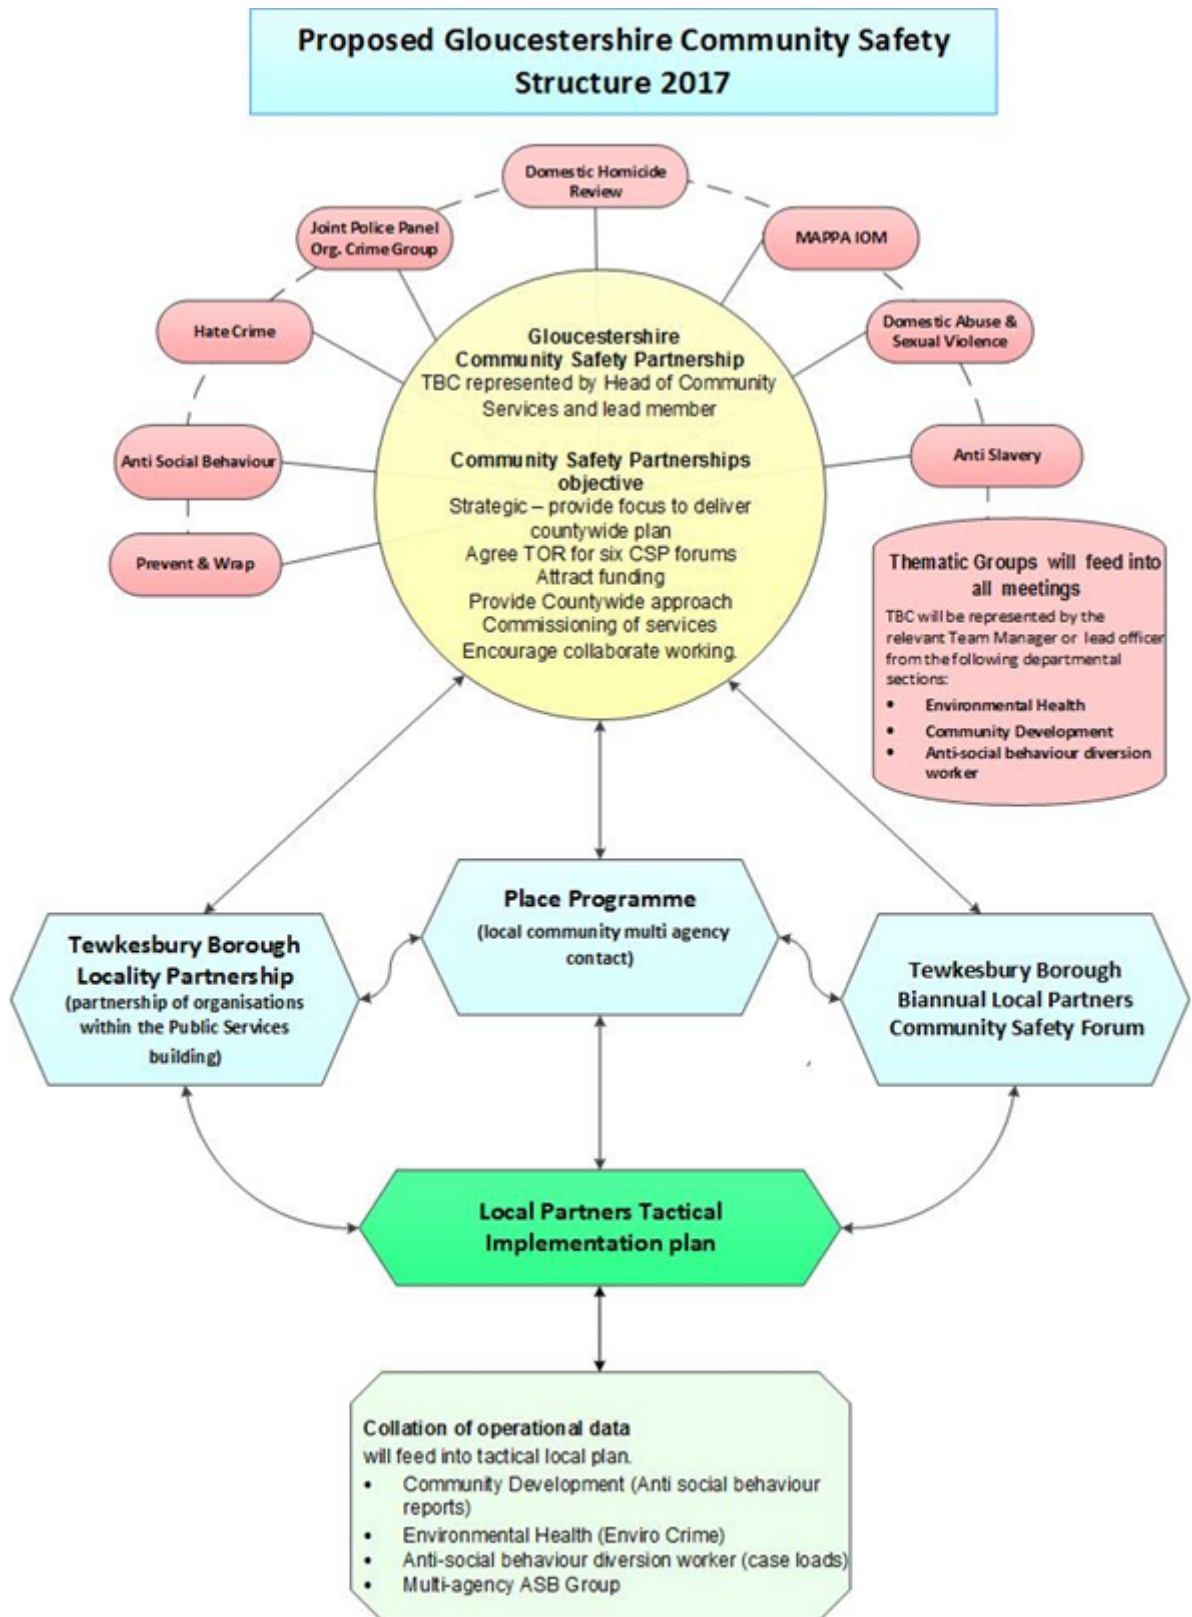 Proposed Gloucestershire Community Safety
Structure 2017
Domestic Homicide
Review
Joint Police Panel
Org. Crime Group
MAPPA IOM
Hate Crime
Domestic Abuse &
Sexual Violence
Anti Social Behaviour
Anti Slavery
Prevent & Wrap
Gloucestershire
Community Safety Partnership
TBC represented by Head of Community
Services and lead member
Community Safety Partnerships
objective
Strategic – provide focus to deliver
countywide plan
Agree TOR for six CSP forums
Attract funding
Provide Countywide approach
Commissioning of services
Encourage collaborate working.
Thematic Groups will feed into
all meetings
TBC will be represented by the
relevant Team Manager or lead officer
from the following departmental
sections:
• Environmental Health
• Community Development
• Anti-social behaviour diversion
worker
Tewkesbury Borough
Locality Partnership
(partnership of organisations
within the Public Services
building)
Place Programme
(local community multi agency
contact)
Tewkesbury Borough
Biannual Local Partners
Community Safety Forum
Local Partners Tactical
Implementation plan
Collation of operational data
will feed into tactical local plan.
• Community Development (Anti social behaviour
reports)
• Environmental Health (Enviro Crime)
• Anti-social behaviour diversion worker (case loads)
• Multi-agency ASB Group